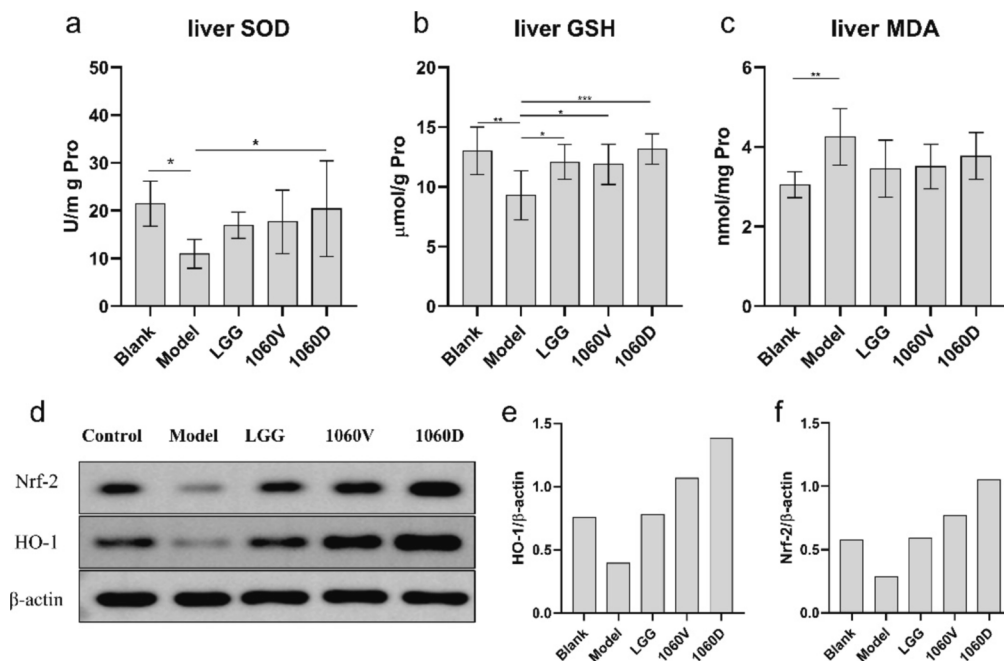 a
liver SOD
U/m g Pro
50
40
30
20
10
0
*
*
Blank
Model
LGG
1060V
1060D
b
liver GSH
μmol/g Pro
20
15
10
5
0
***
*
**
*
Blank
Model
LGG
1060V
1060D
c
liver MDA
nmol/mg Pro
6
4
2
0
**
Blank
Model
LGG
1060V
1060D
d
Control Model LGG 1060V 1060D
Nrf-2
HO-1
β-actin
e
HO-1/β-actin
1.5
1.0
0.5
0.0
Blank
Model
LGG
1060V
1060D
f
Nrf-2/β-actin
1.5
1.0
0.5
0.0
Blank
Model
LGG
1060V
1060D